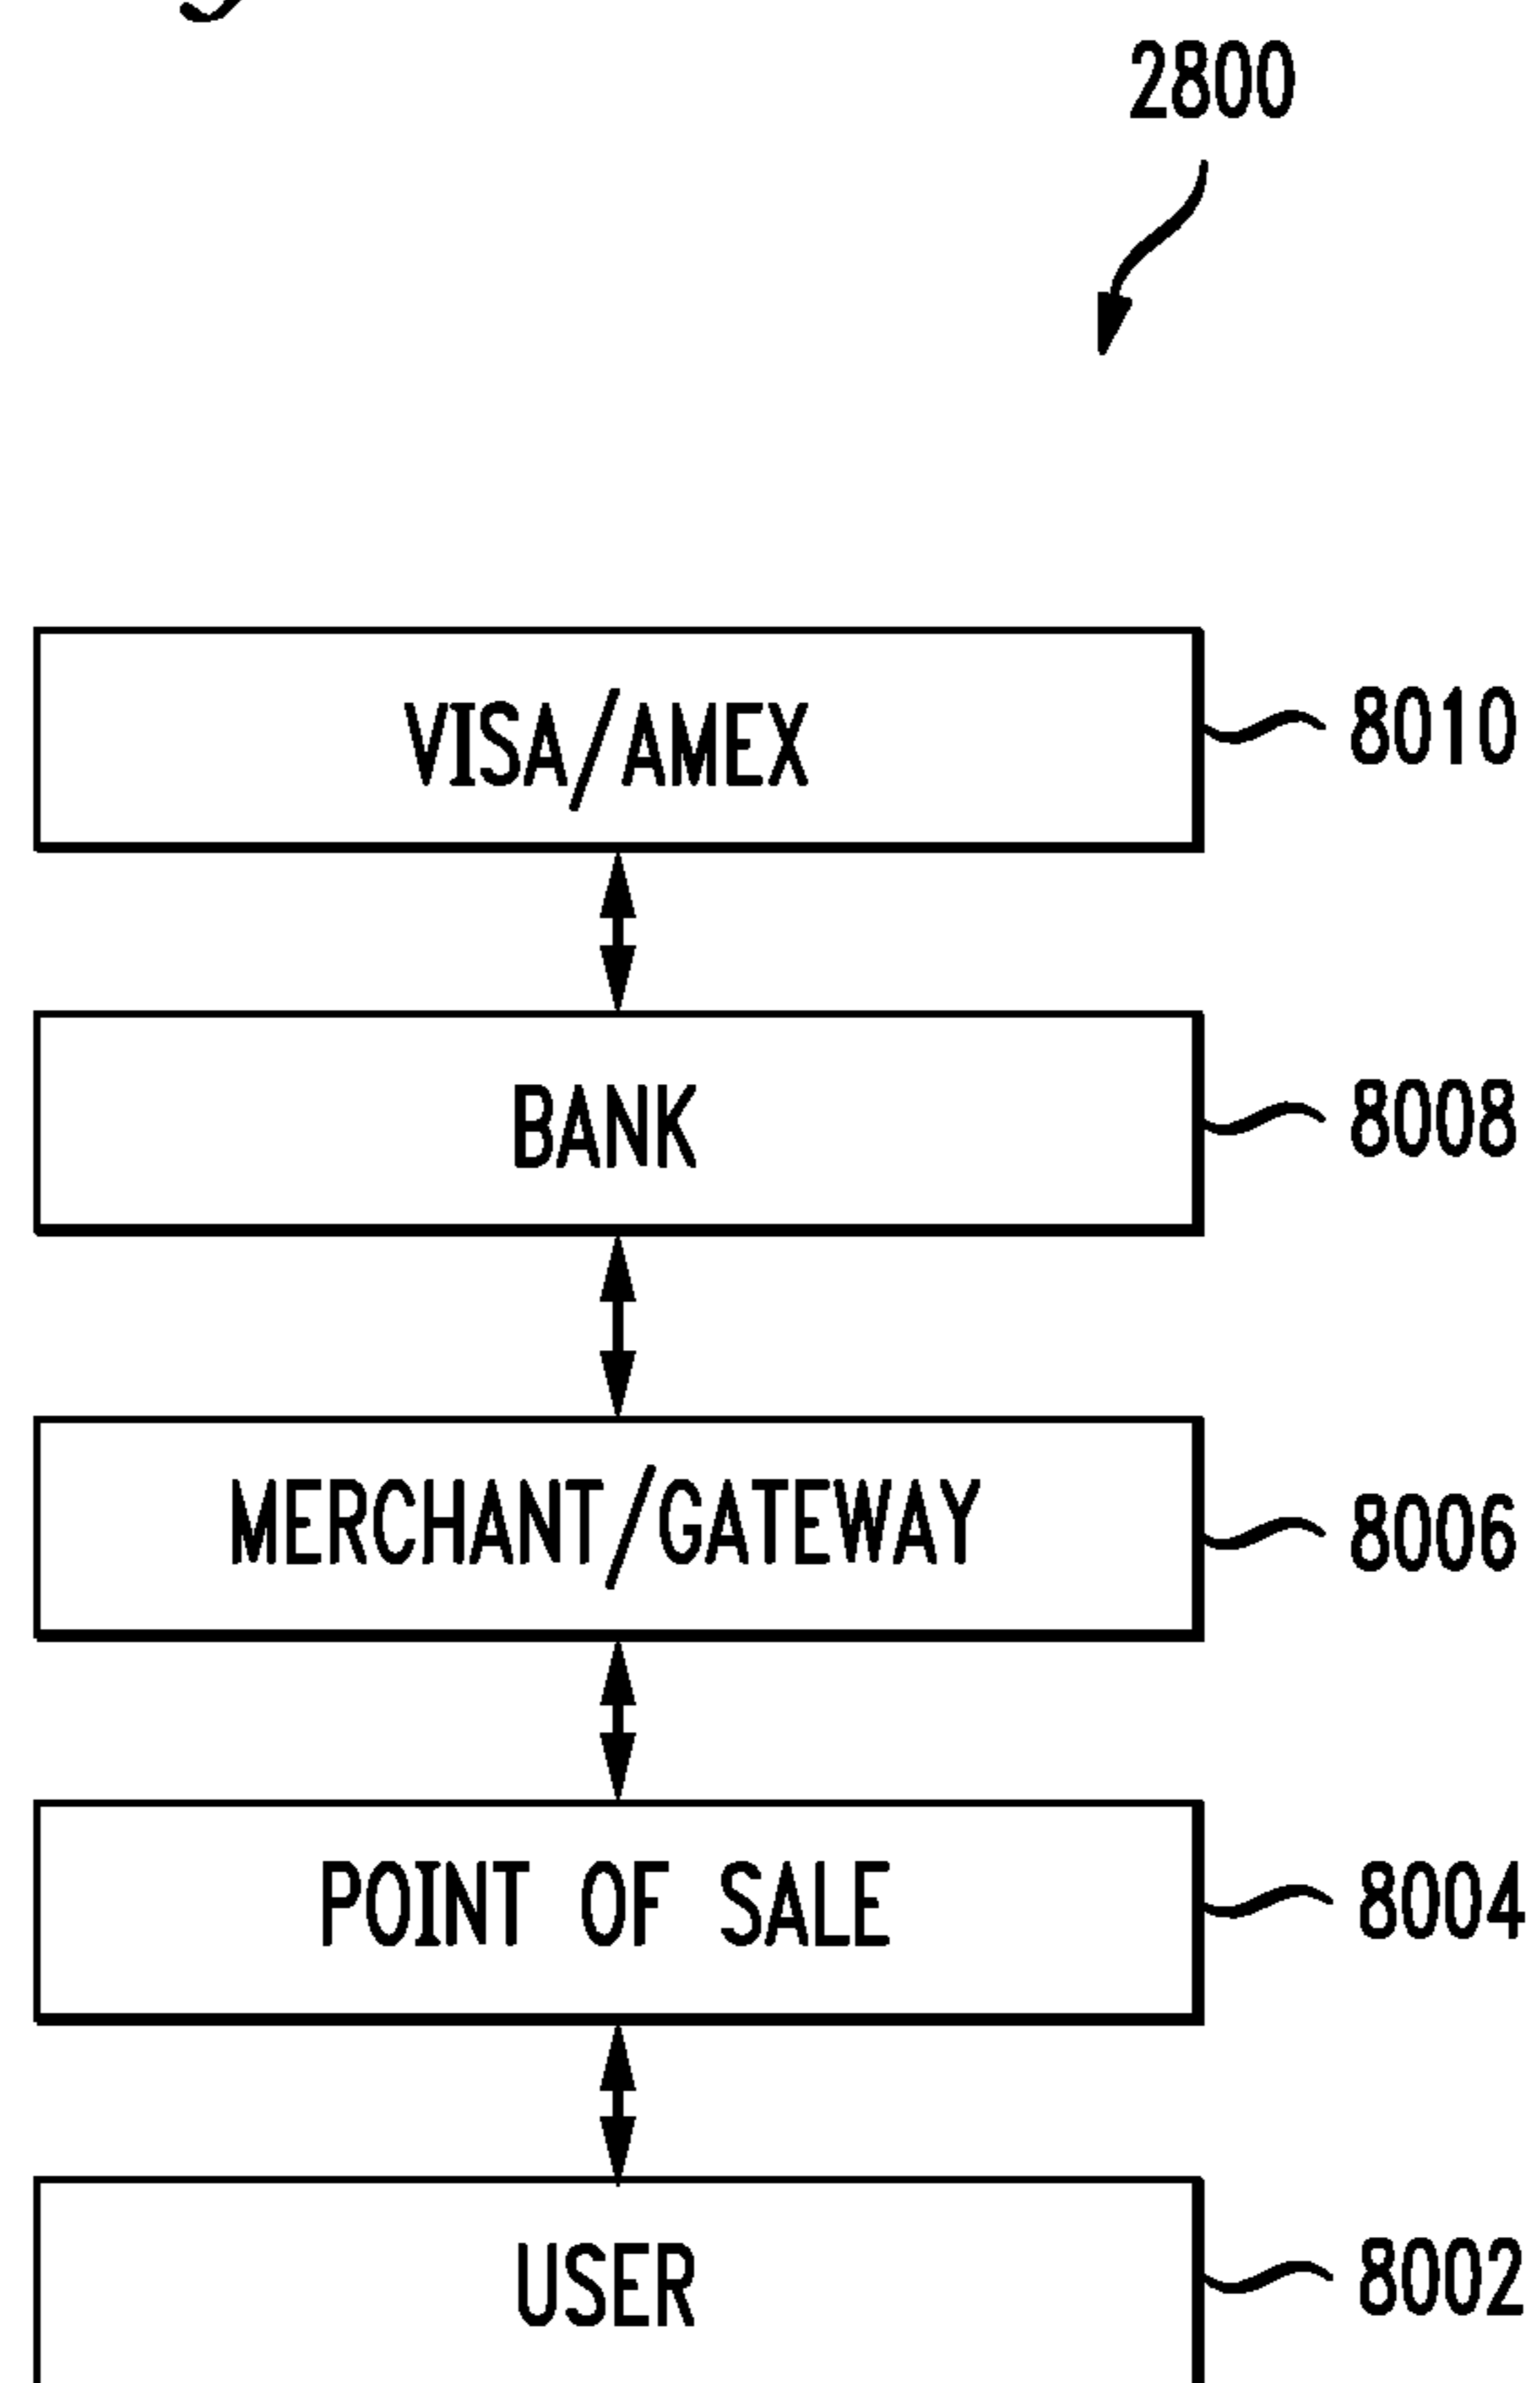 2800
VISA/AMEX
8010
BANK
8008
MERCHANT/GATEWAY
8006
POINT OF SALE
8004
USER
8002